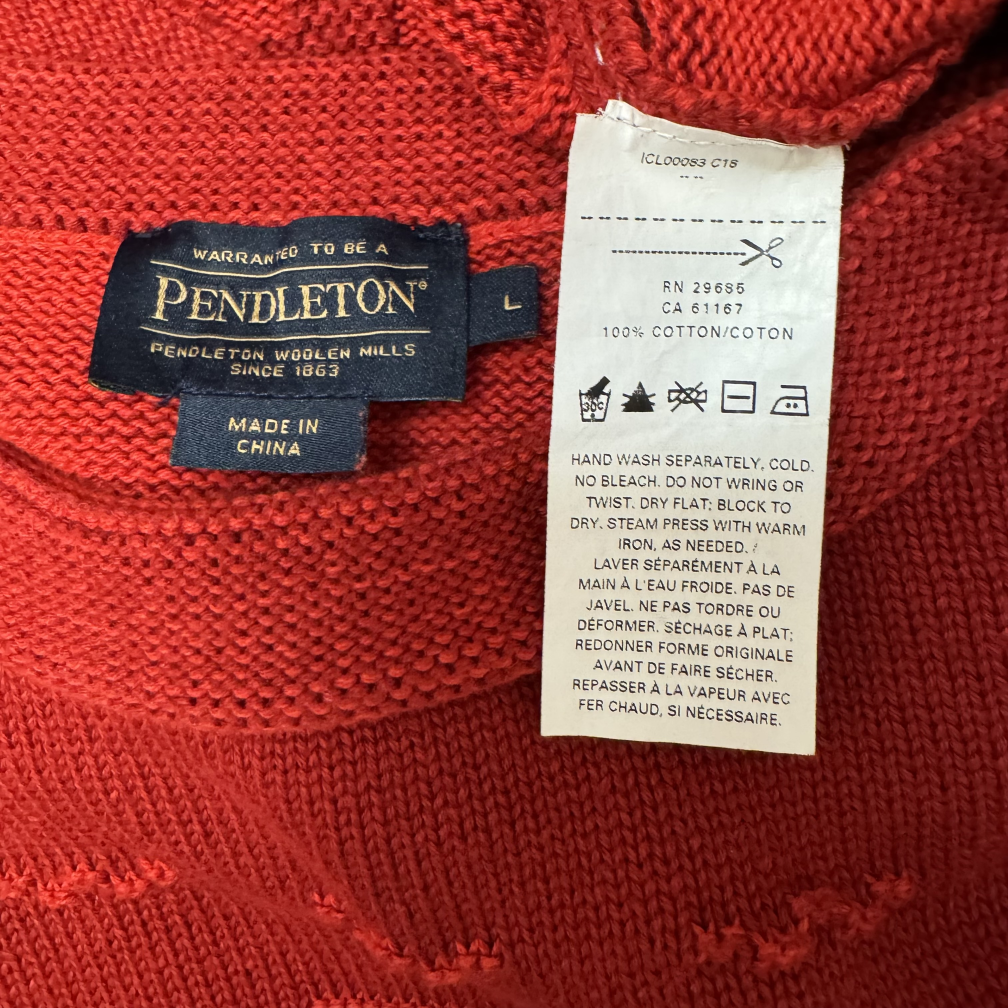 WARRANTED TO BE A
PENDLETON®
PENDLETON WOOLEN MILLS
SINCE 1863
L
MADE IN
CHINA
ICL00083 C18
RN 29685
CA 61167
100% COTTON/COTON
30C
HAND WASH SEPARATELY, COLD.
NO BLEACH. DO NOT WRING OR
TWIST. DRY FLAT; BLOCK TO
DRY. STEAM PRESS WITH WARM
IRON, AS NEEDED. /
LAVER SÉPARÉMENT À LA
MAIN À L'EAU FROIDE. PAS DE
JAVEL. NE PAS TORDRE OU
DÉFORMER. SÉCHAGE À PLAT;
REDONNER FORME ORIGINALE
AVANT DE FAIRE SÉCHER.
REPASSER À LA VAPEUR AVEC
FER CHAUD, SI NÉCESSAIRE.